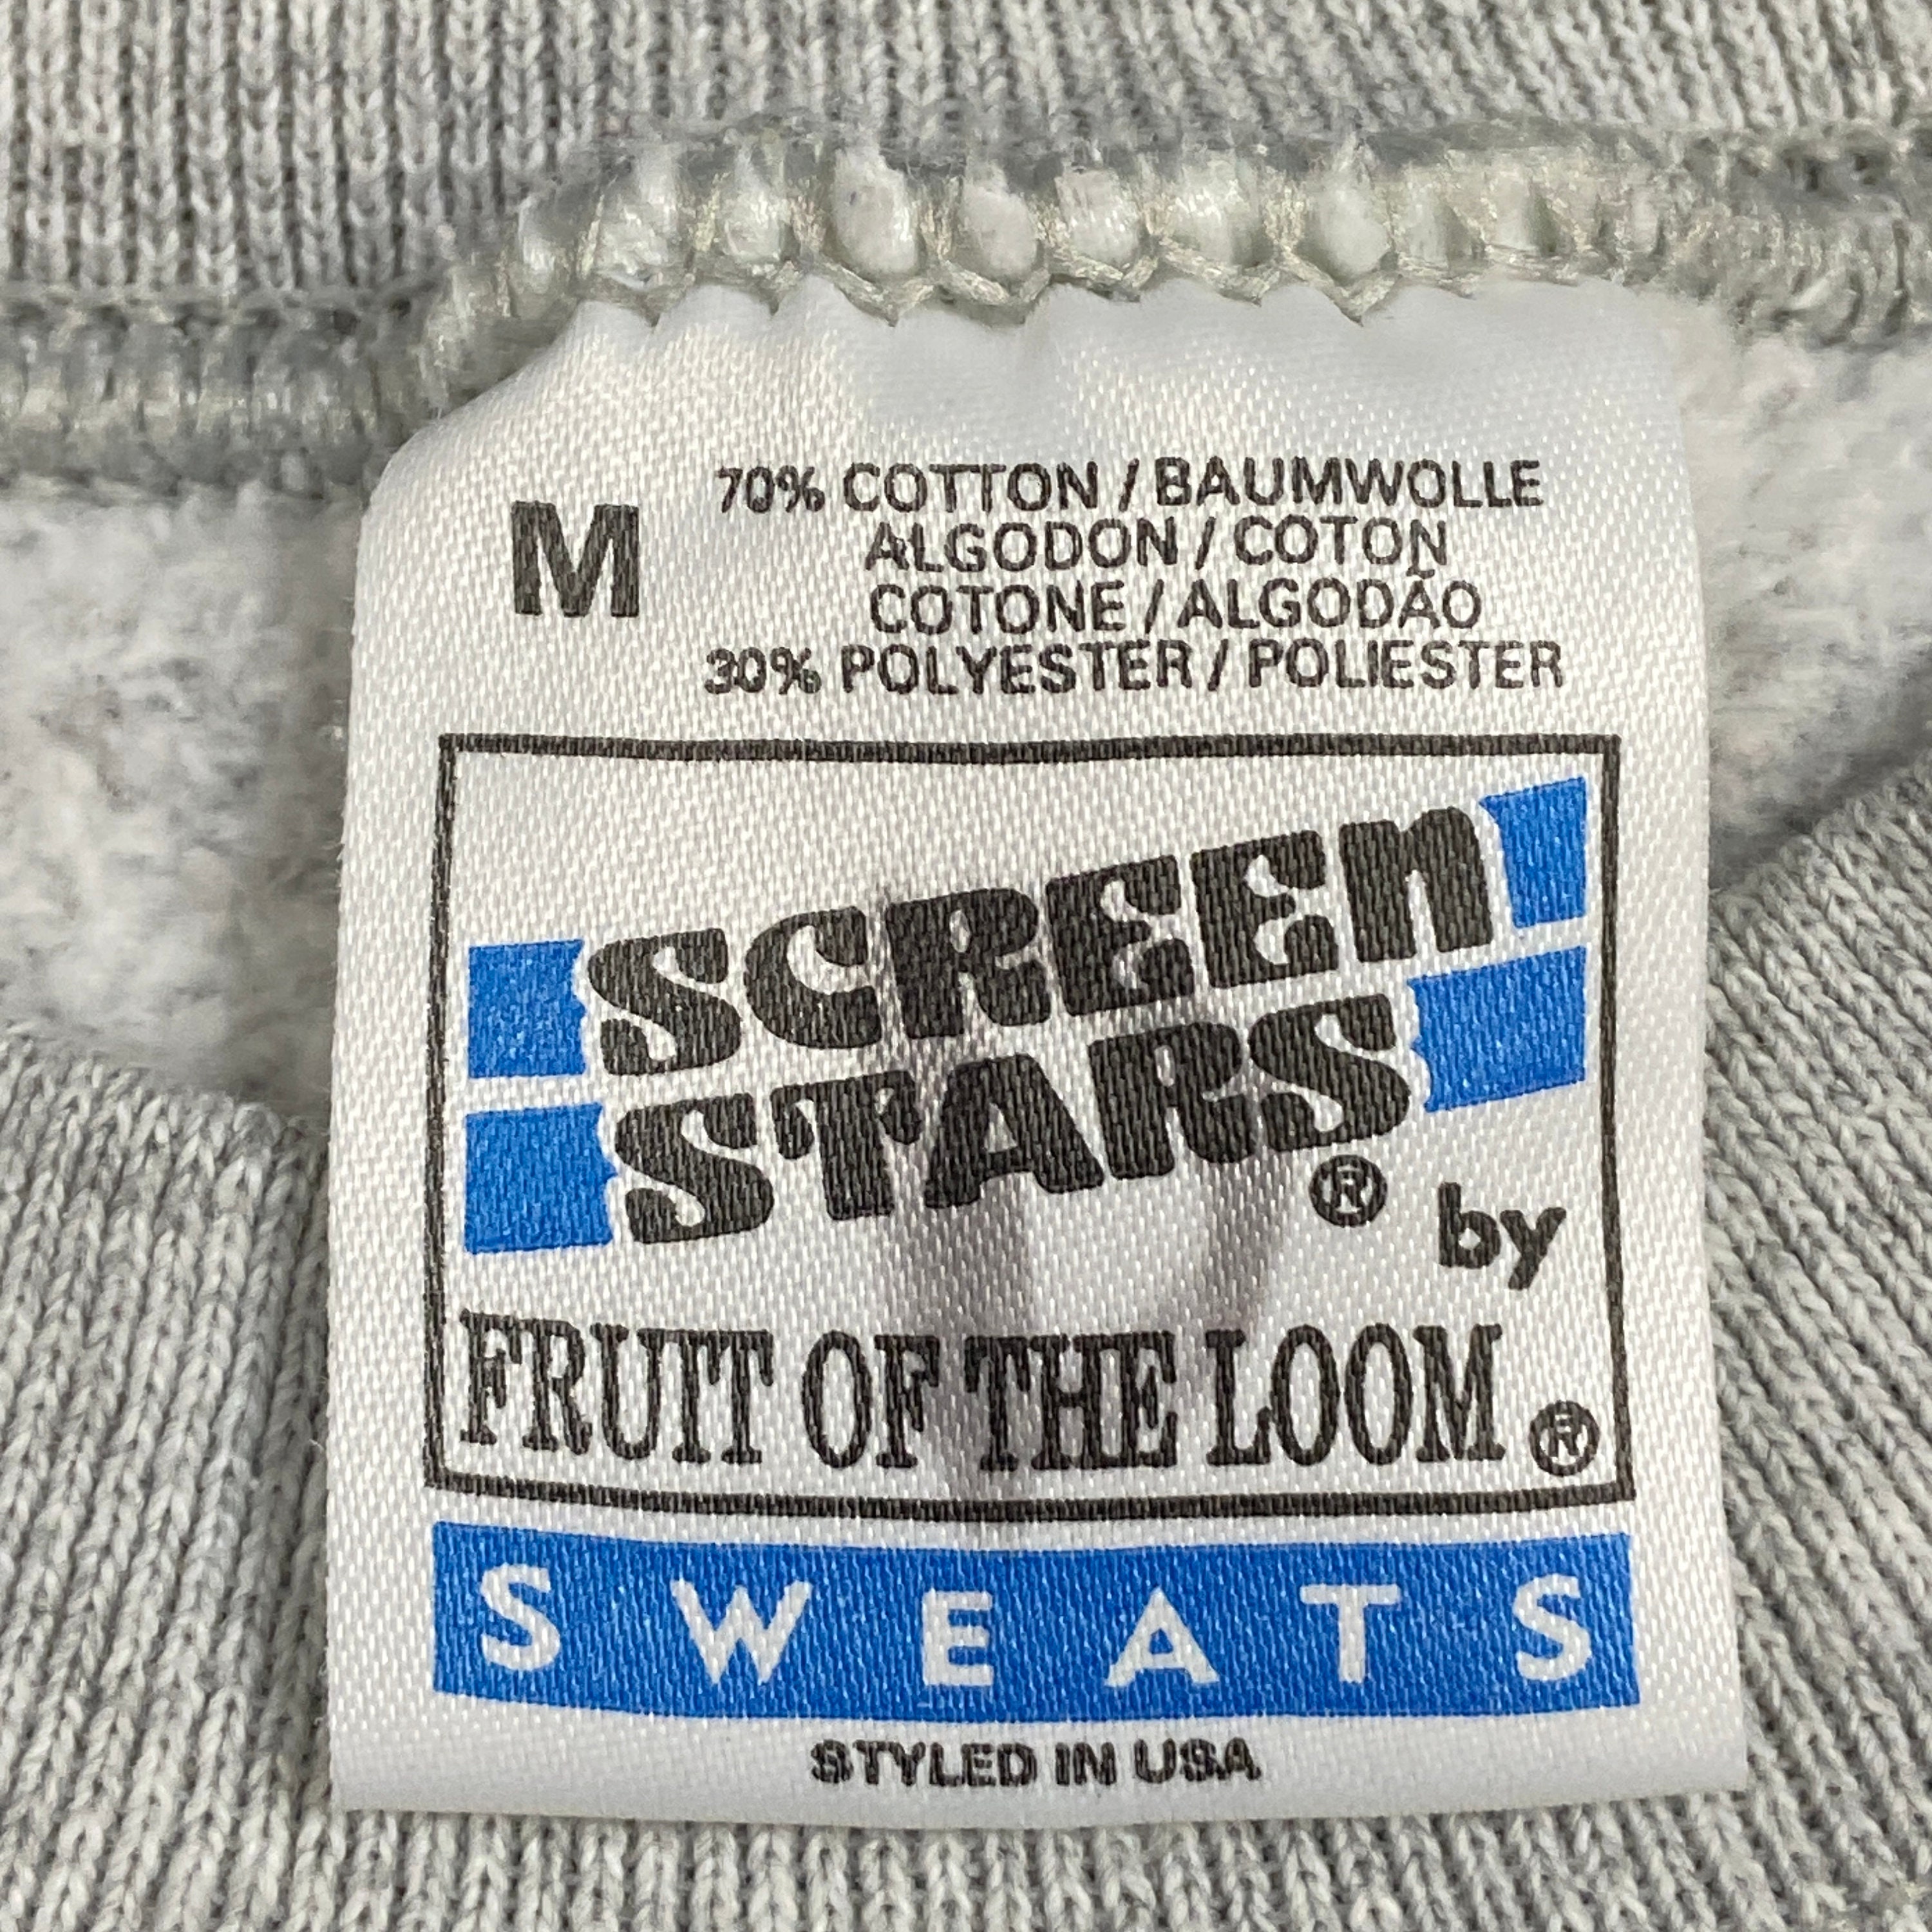 M
70% COTTON / BAUMWOLLE
ALGODON / COTON
COTONE / ALGODÃO
30% POLYESTER / POLIESTER
SCREEN
STARS
® by
FRUIT OF THE LOOM ®
SWEATS
STYLED IN USA